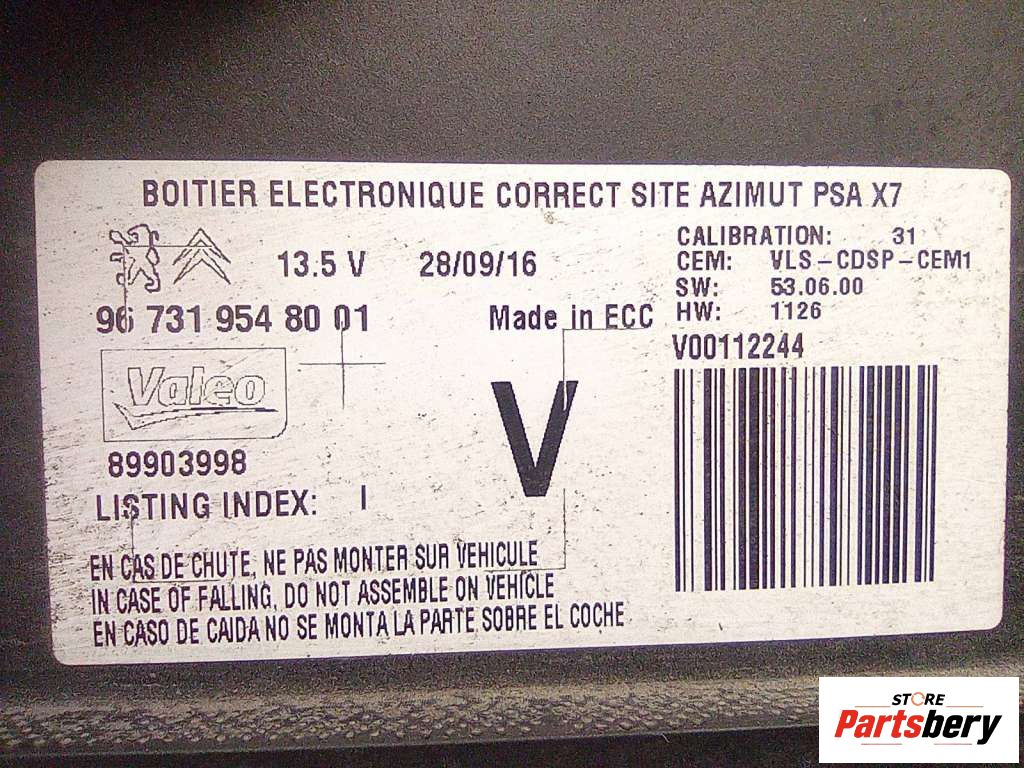 BOITIER ELECTRONIQUE CORRECT SITE AZIMUT PSA X7
13.5 V 28/09/16
96 731 954 80 01
Made in ECC
Valeo
89903998
LISTING INDEX: I
V
CALIBRATION: 31
CEM: VLS-CDSP-CEM1
SW: 53.06.00
HW: 1126
V00112244
EN CAS DE CHUTE, NE PAS MONTER SUR VEHICULE
IN CASE OF FALLING, DO NOT ASSEMBLE ON VEHICLE
EN CASO DE CAIDA NO SE MONTA LA PARTE SOBRE EL COCHE
STORE
Partsbery